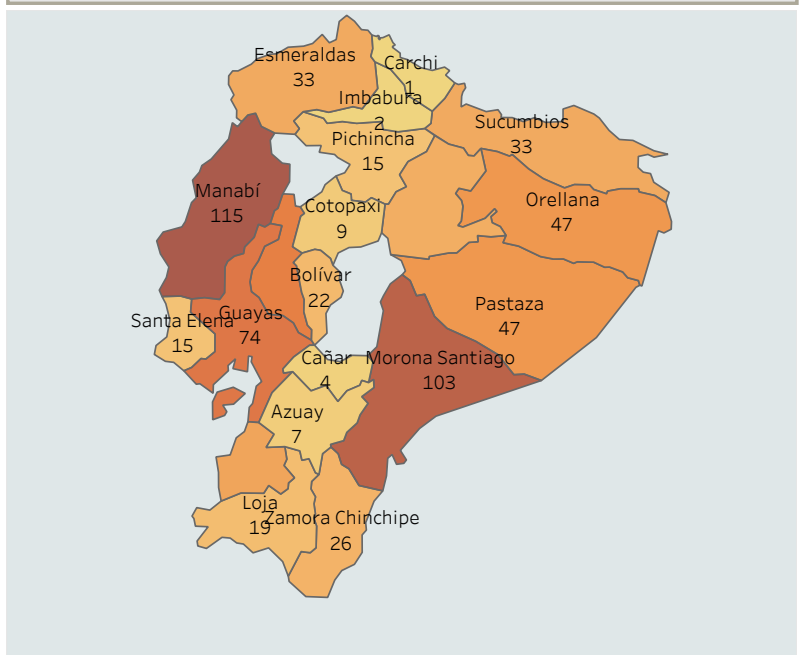 Esmeraldas
33
Carchi
1
Imbabura
2
Sucumbios
33
Pichincha
15
Manabí
115
Orellana
47
Cotopaxi
9
Bolívar
22
Pastaza
47
Santa Elena
15
Guayas
74
Cañar
4
Morona Santiago
103
Azuay
7
Loja
19
Zamora Chinchipe
26